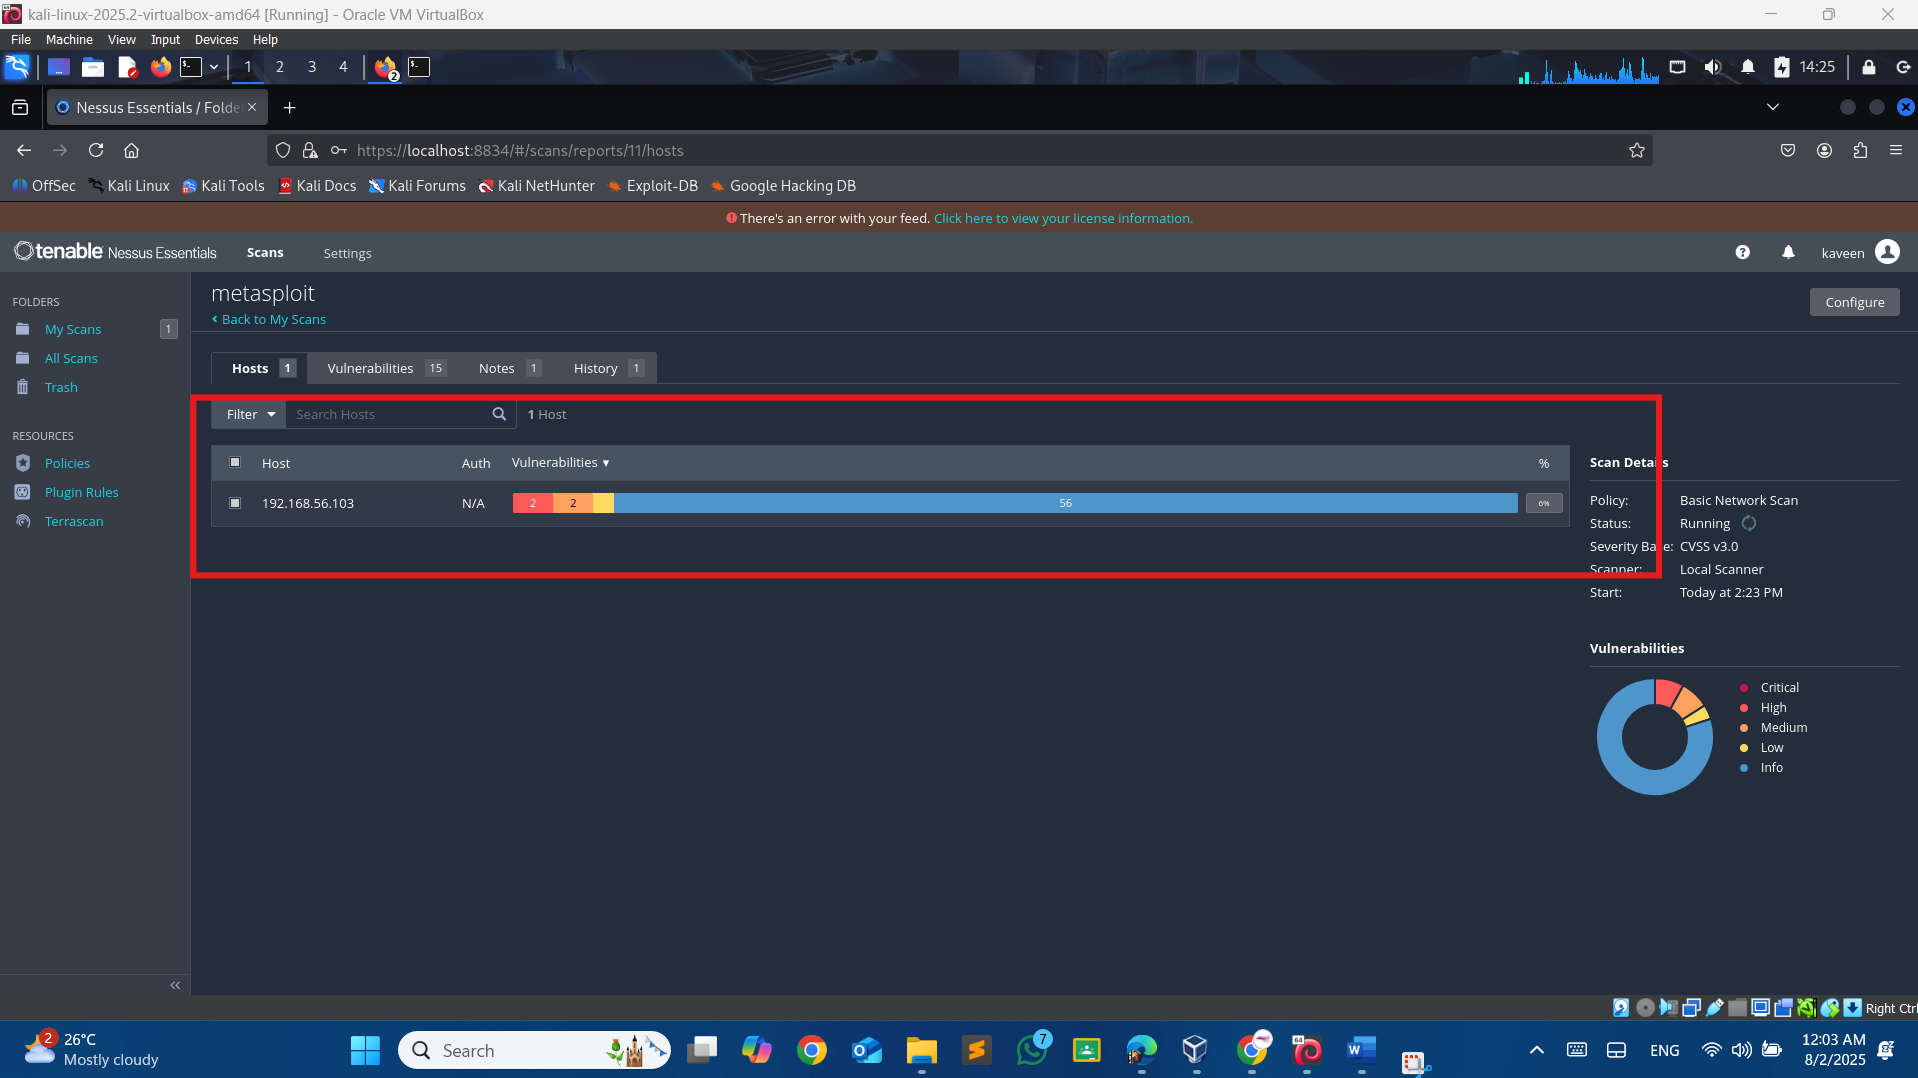 kali-linux-2025.2-virtualbox-amd64 [Running] - Oracle VM VirtualBox
File Machine View Input Devices Help
1 2 3 4 2 14:25
Nessus Essentials / Folde
https://localhost:8834/#/scans/reports/11/hosts
OffSec Kali Linux Kali Tools Kali Docs Kali Forums Kali NetHunter Exploit-DB Google Hacking DB
There's an error with your feed. Click here to view your license information.
tenable Nessus Essentials Scans Settings kaveen
FOLDERS
My Scans 1
All Scans
Trash
RESOURCES
Policies
Plugin Rules
Terrascan
metasploit
Back to My Scans
Configure
Hosts 1 Vulnerabilities 15 Notes 1 History 1
Filter Search Hosts 1 Host
Host Auth Vulnerabilities %
192.168.56.103 N/A 2 2 56 6%
Scan Details
Policy: Basic Network Scan
Status: Running
Severity Base: CVSS v3.0
Scanner: Local Scanner
Start: Today at 2:23 PM
Vulnerabilities
Critical
High
Medium
Low
Info
Right Ctrl
2 26°C
Mostly cloudy
Search
7
64
W
ENG
12:03 AM
8/2/2025